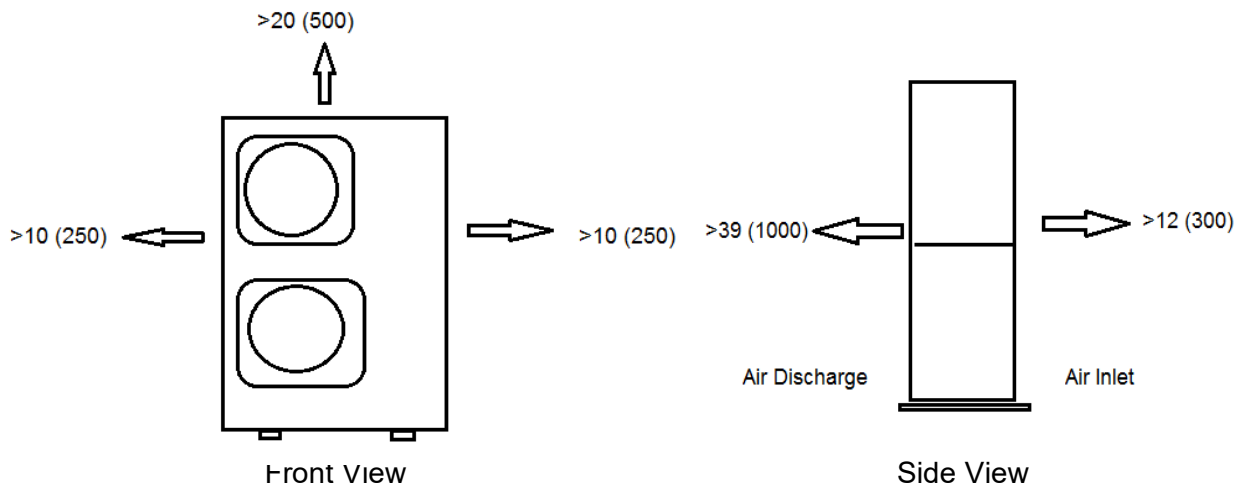 >20 (500)
>10 (250)
>10 (250)
Front View
>39 (1000)
>12 (300)
Air Discharge
Air Inlet
Side View